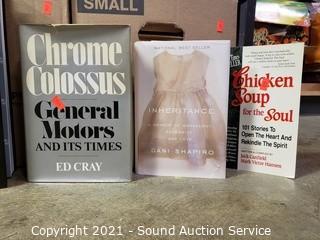 SMALL
Chrome
Colossus
General
Motors
AND ITS TIMES
ED CRAY
NATIONAL BEST SELLER
INHERITANCE
DANI SHAPIRO
Chicken
Soup
for the
Soul
101 Stories To
Open The Heart And
Rekindle The Spirit
Jack Canfield
Mark Victor Hansen
Copyright 2021 - Sound Auction Service